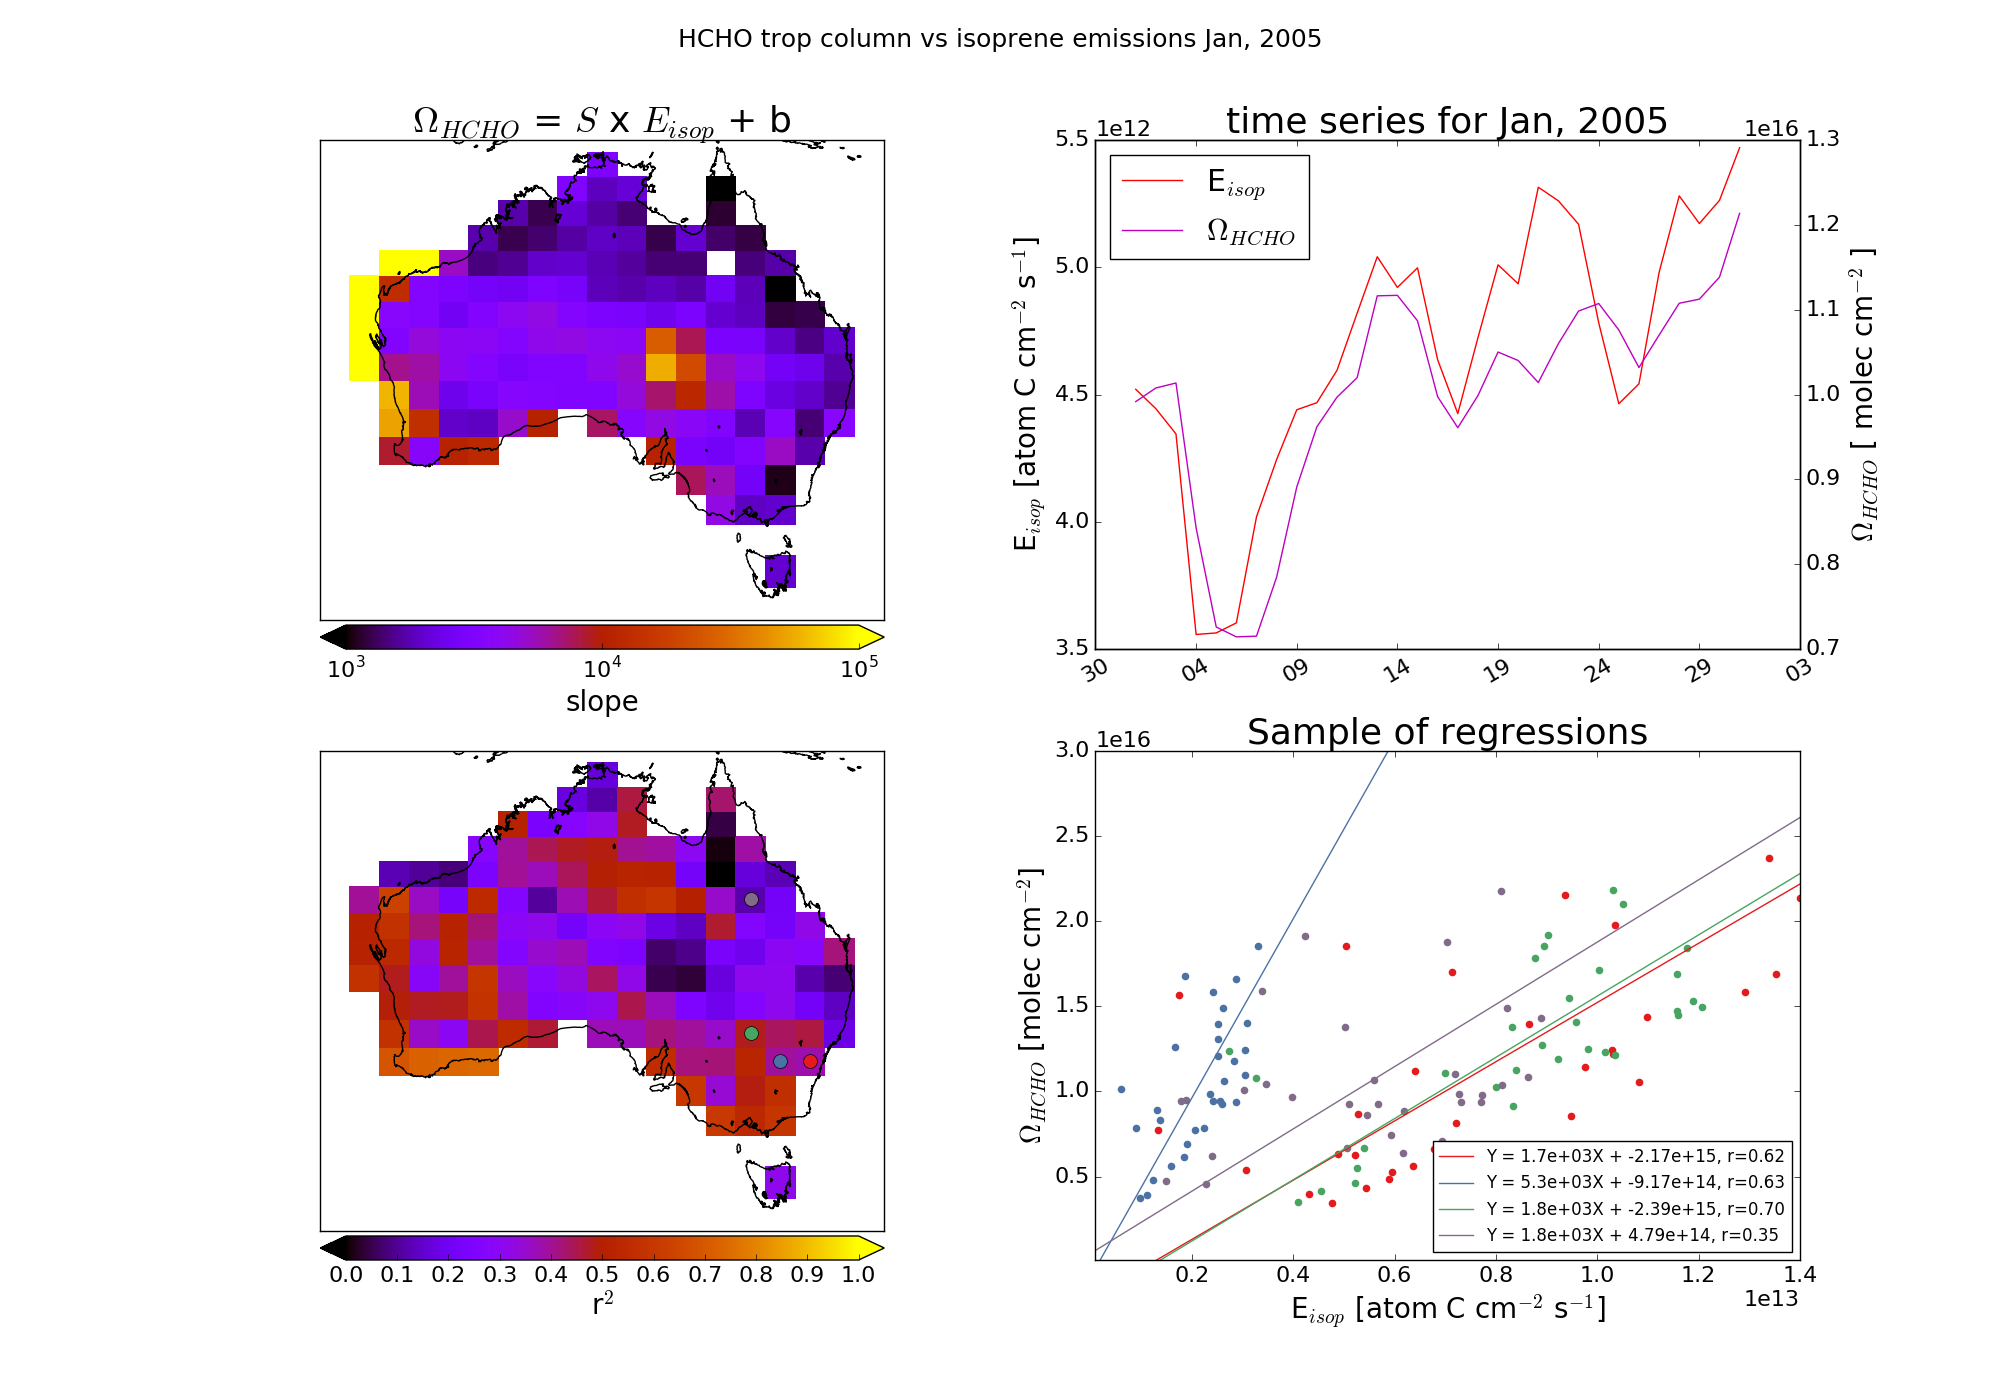 HCHO trop column vs isoprene emissions Jan, 2005
Ω_HCHO = S x E_isop + b
10^3 10^4 10^5
slope
time series for Jan, 2005
1e12 1e16
E_isop
Ω_HCHO
5.5
5.0
4.5
4.0
3.5
E_isop [atom C cm^−2 s^−1]
1.3
1.2
1.1
1.0
0.9
0.8
0.7
Ω_HCHO [ molec cm^−2 ]
30 04 09 14 19 24 29 03
0.0 0.1 0.2 0.3 0.4 0.5 0.6 0.7 0.8 0.9 1.0
r^2
Sample of regressions
1e16
3.0
2.5
2.0
1.5
1.0
0.5
Ω_HCHO [molec cm^−2]
Y = 1.7e+03X + -2.17e+15, r=0.62
Y = 5.3e+03X + -9.17e+14, r=0.63
Y = 1.8e+03X + -2.39e+15, r=0.70
Y = 1.8e+03X + 4.79e+14, r=0.35
0.2 0.4 0.6 0.8 1.0 1.2 1.4
1e13
E_isop [atom C cm^−2 s^−1]